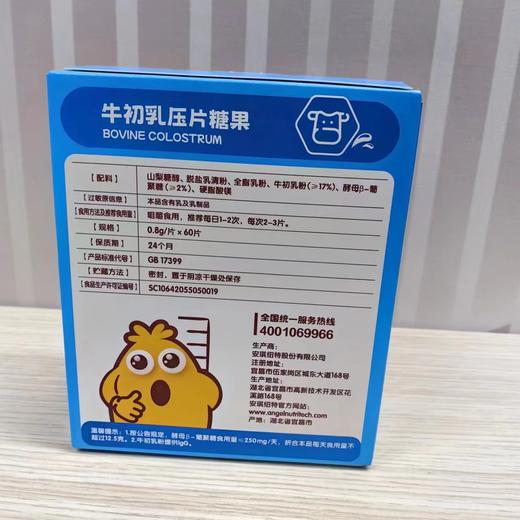 牛初乳压片糖果
BOVINE COLOSTRUM
【配料】 山梨糖醇、脱盐乳清粉、全脂乳粉、牛初乳粉(≥17%)、酵母β-葡
聚糖(≥2%)、硬脂酸镁
【过敏原信息】 本品含有乳及乳制品
【食用方法及推荐食用量】 咀嚼食用，推荐每日1-2次，每次2-3片。
【规格】 0.8g/片×60片
【保质期】 24个月
【产品标准代号】 GB 17399
【贮藏方法】 密封，置于阴凉干燥处保存
【食品生产许可证编号】 SC10642055050019
全国统一服务热线
4001069966
生产商：
安琪纽特股份有限公司
注册地址：
宜昌市伍家岗区城东大道168号
生产地址：
湖北省宜昌市高新技术开发区花
溪路168号
安琪纽特官方网站：
www.angelnutritech.com
产地：湖北省宜昌市
温馨提示：1.按公告规定，酵母β-葡聚糖食用量≤250mg/天，折合本品每天食用量不
超过12.5克。2.牛初乳粉提供IgG。